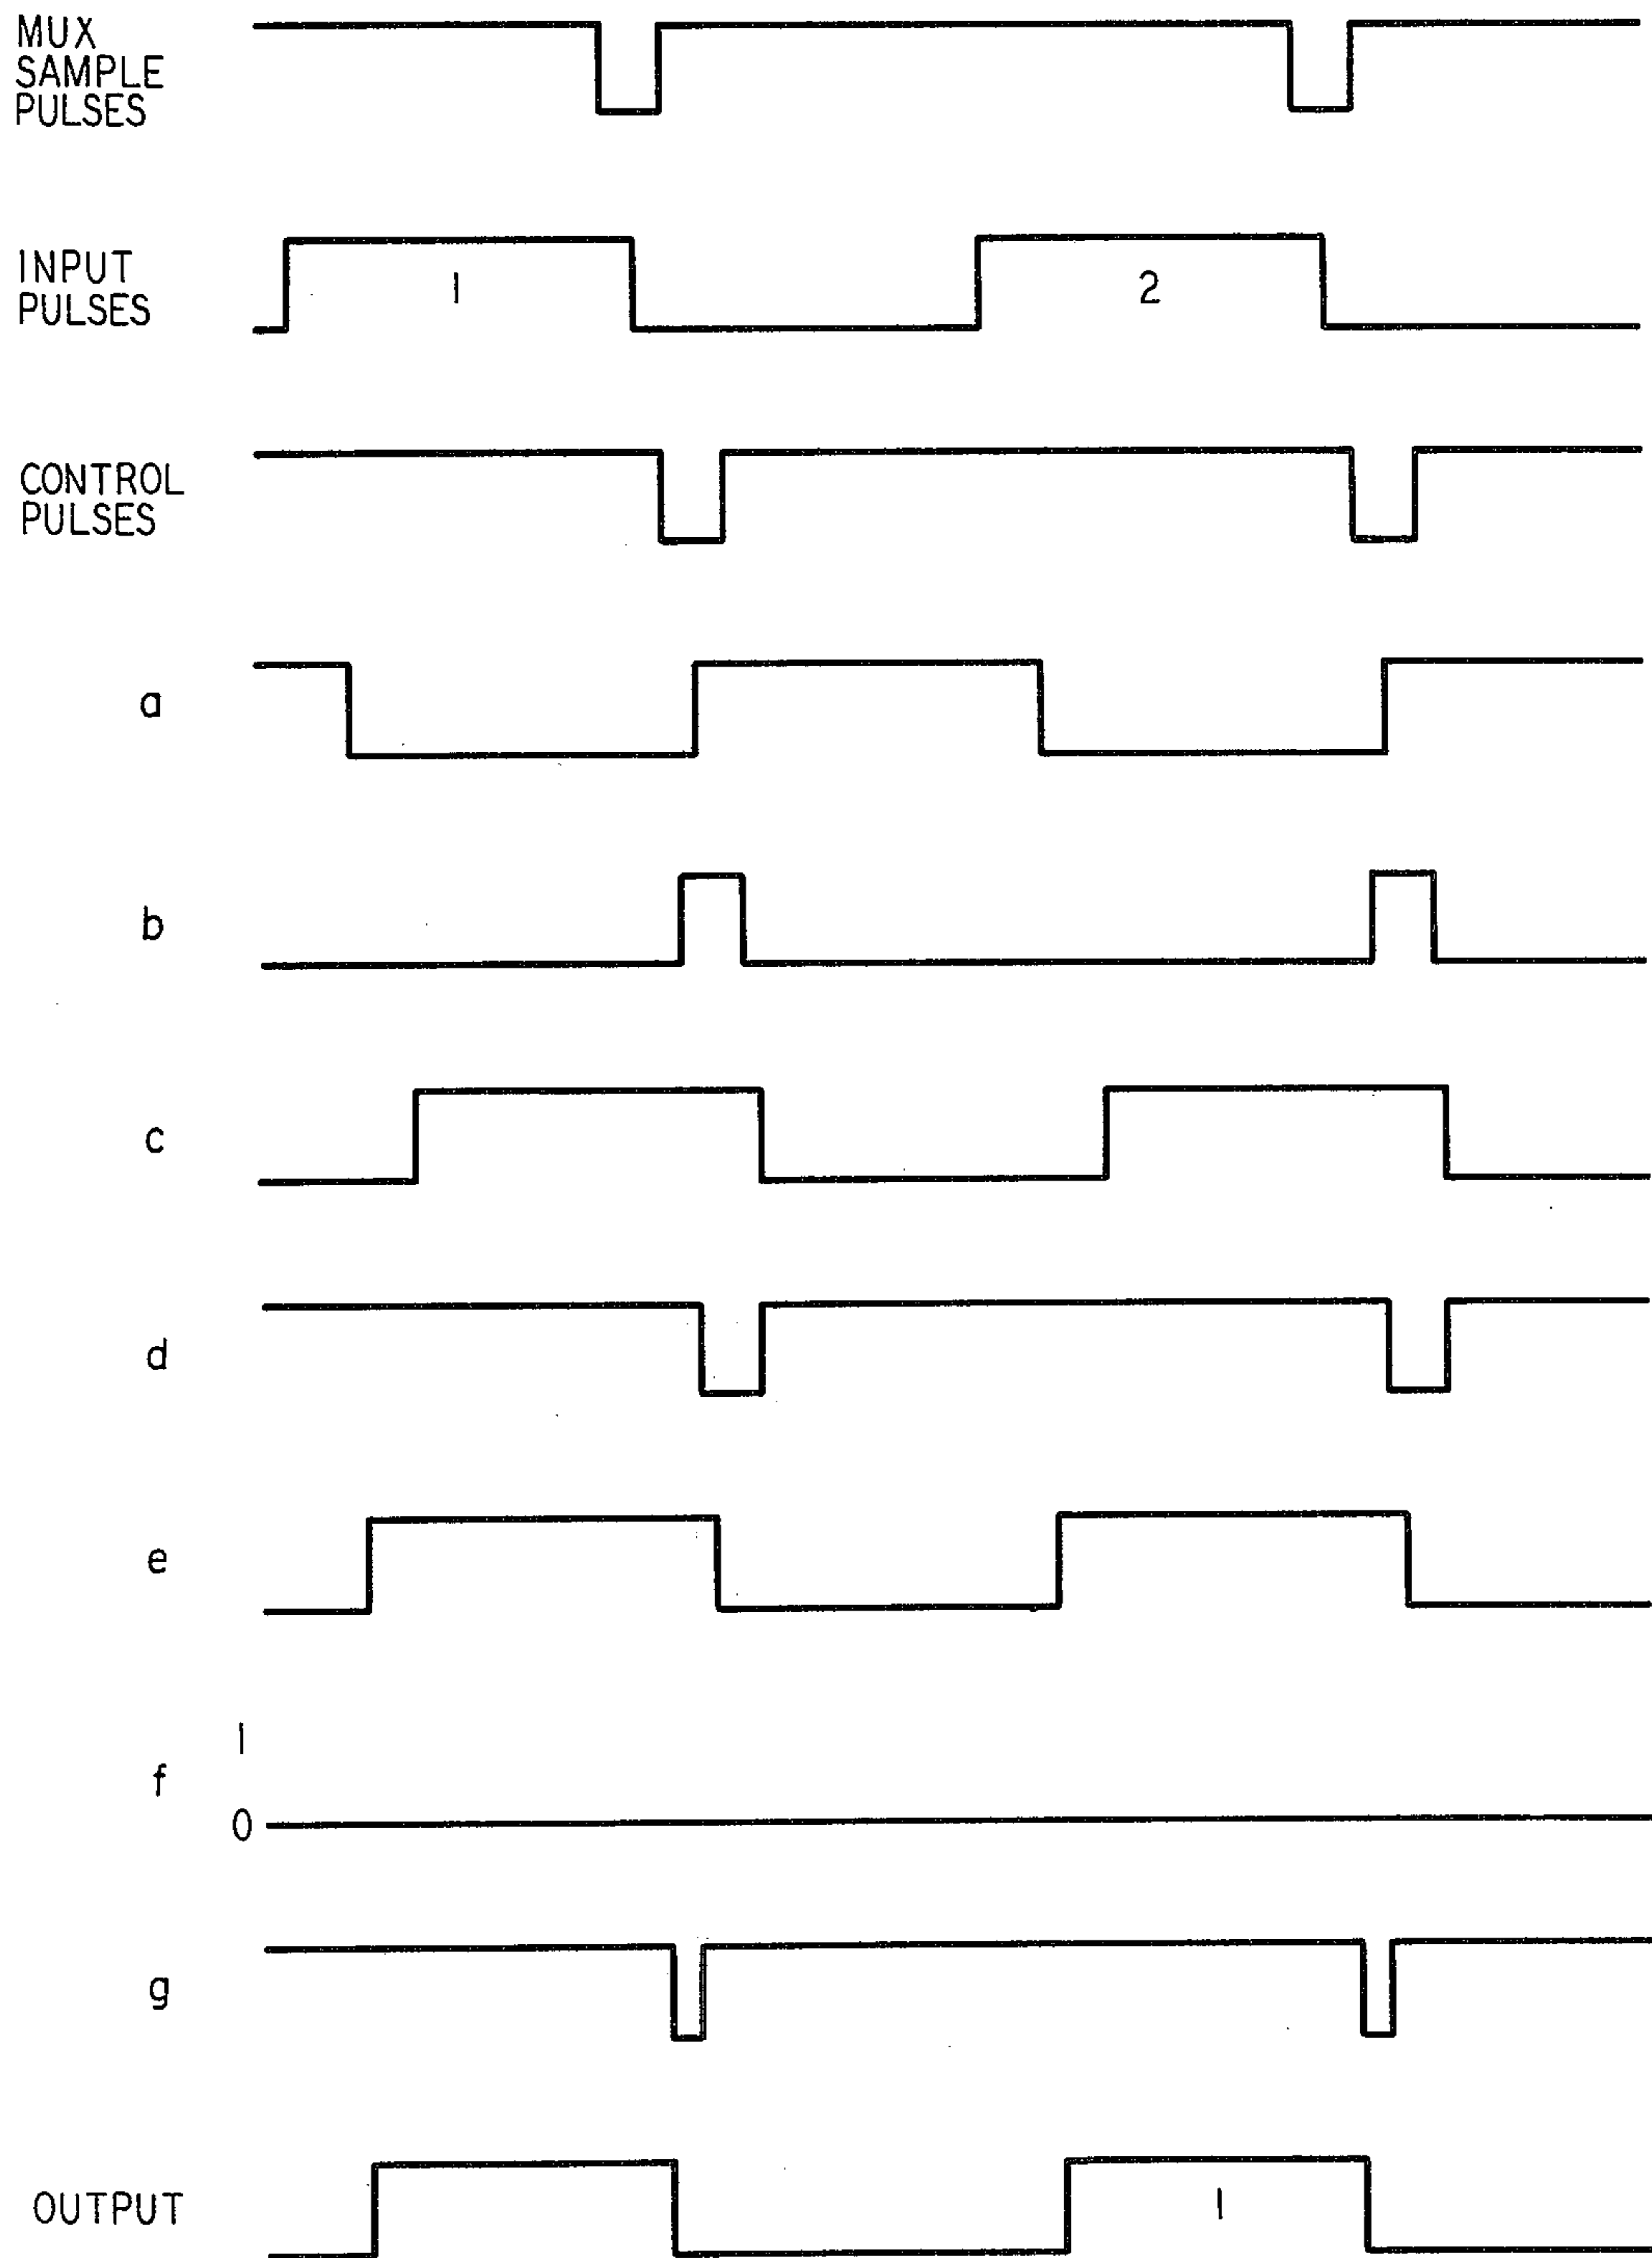 MUX
SAMPLE
PULSES
INPUT
PULSES
1
2
CONTROL
PULSES
a
b
c
d
e
f
1
0
g
OUTPUT
1